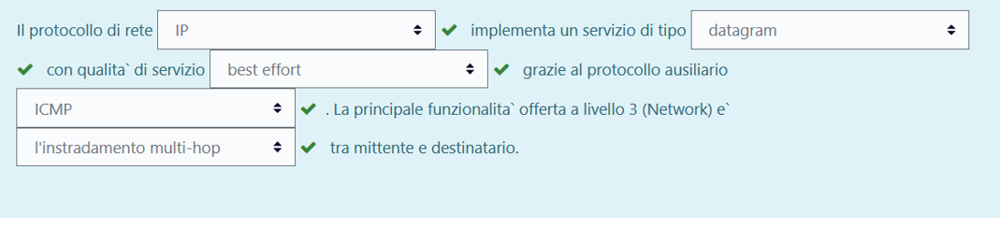 Il protocollo di rete IP implementa un servizio di tipo datagram
con qualita` di servizio best effort grazie al protocollo ausiliario
ICMP . La principale funzionalita` offerta a livello 3 (Network) e`
l'instradamento multi-hop tra mittente e destinatario.